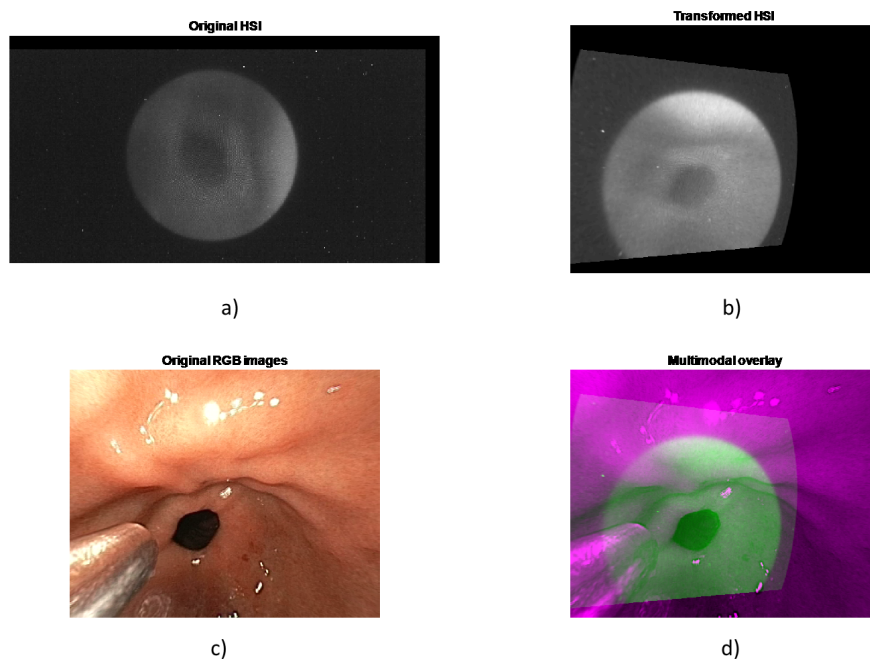 Original HSI
Transformed HSI
a)
b)
Original RGB images
Multimodal overlay
c)
d)